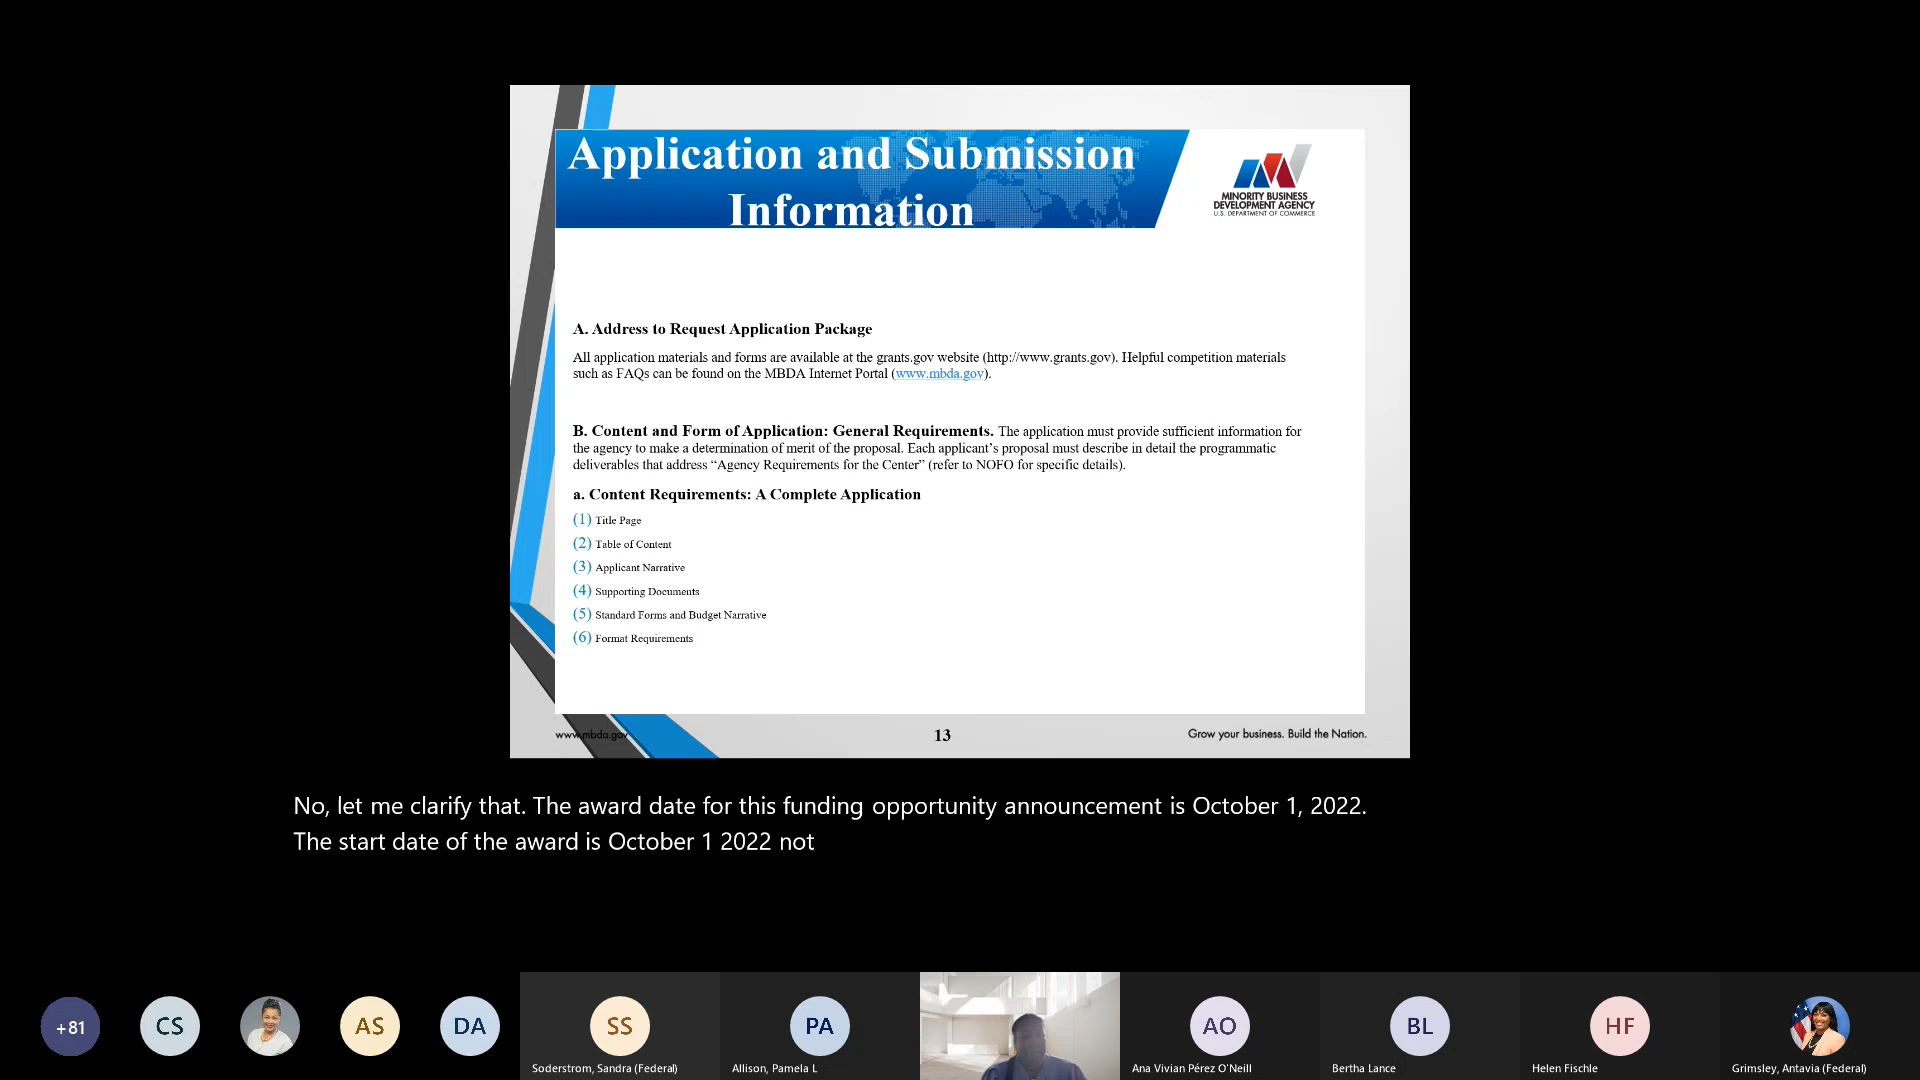 Application and Submission
Information
MINORITY BUSINESS
DEVELOPMENT AGENCY
U.S. DEPARTMENT OF COMMERCE
A. Address to Request Application Package
All application materials and forms are available at the grants.gov website (http://www.grants.gov). Helpful competition materials
such as FAQs can be found on the MBDA Internet Portal (www.mbda.gov).
B. Content and Form of Application: General Requirements. The application must provide sufficient information for
the agency to make a determination of merit of the proposal. Each applicant’s proposal must describe in detail the programmatic
deliverables that address “Agency Requirements for the Center” (refer to NOFO for specific details).
a. Content Requirements: A Complete Application
(1) Title Page
(2) Table of Content
(3) Applicant Narrative
(4) Supporting Documents
(5) Standard Forms and Budget Narrative
(6) Format Requirements
www.mbda.gov
13
Grow your business. Build the Nation.
No, let me clarify that. The award date for this funding opportunity announcement is October 1, 2022.
The start date of the award is October 1 2022 not
+81
CS
AS
DA
SS
Soderstrom, Sandra (Federal)
PA
Allison, Pamela L
AO
Ana Vivian Pérez O'Neill
BL
Bertha Lance
HF
Helen Fischle
Grimsley, Antavia (Federal)